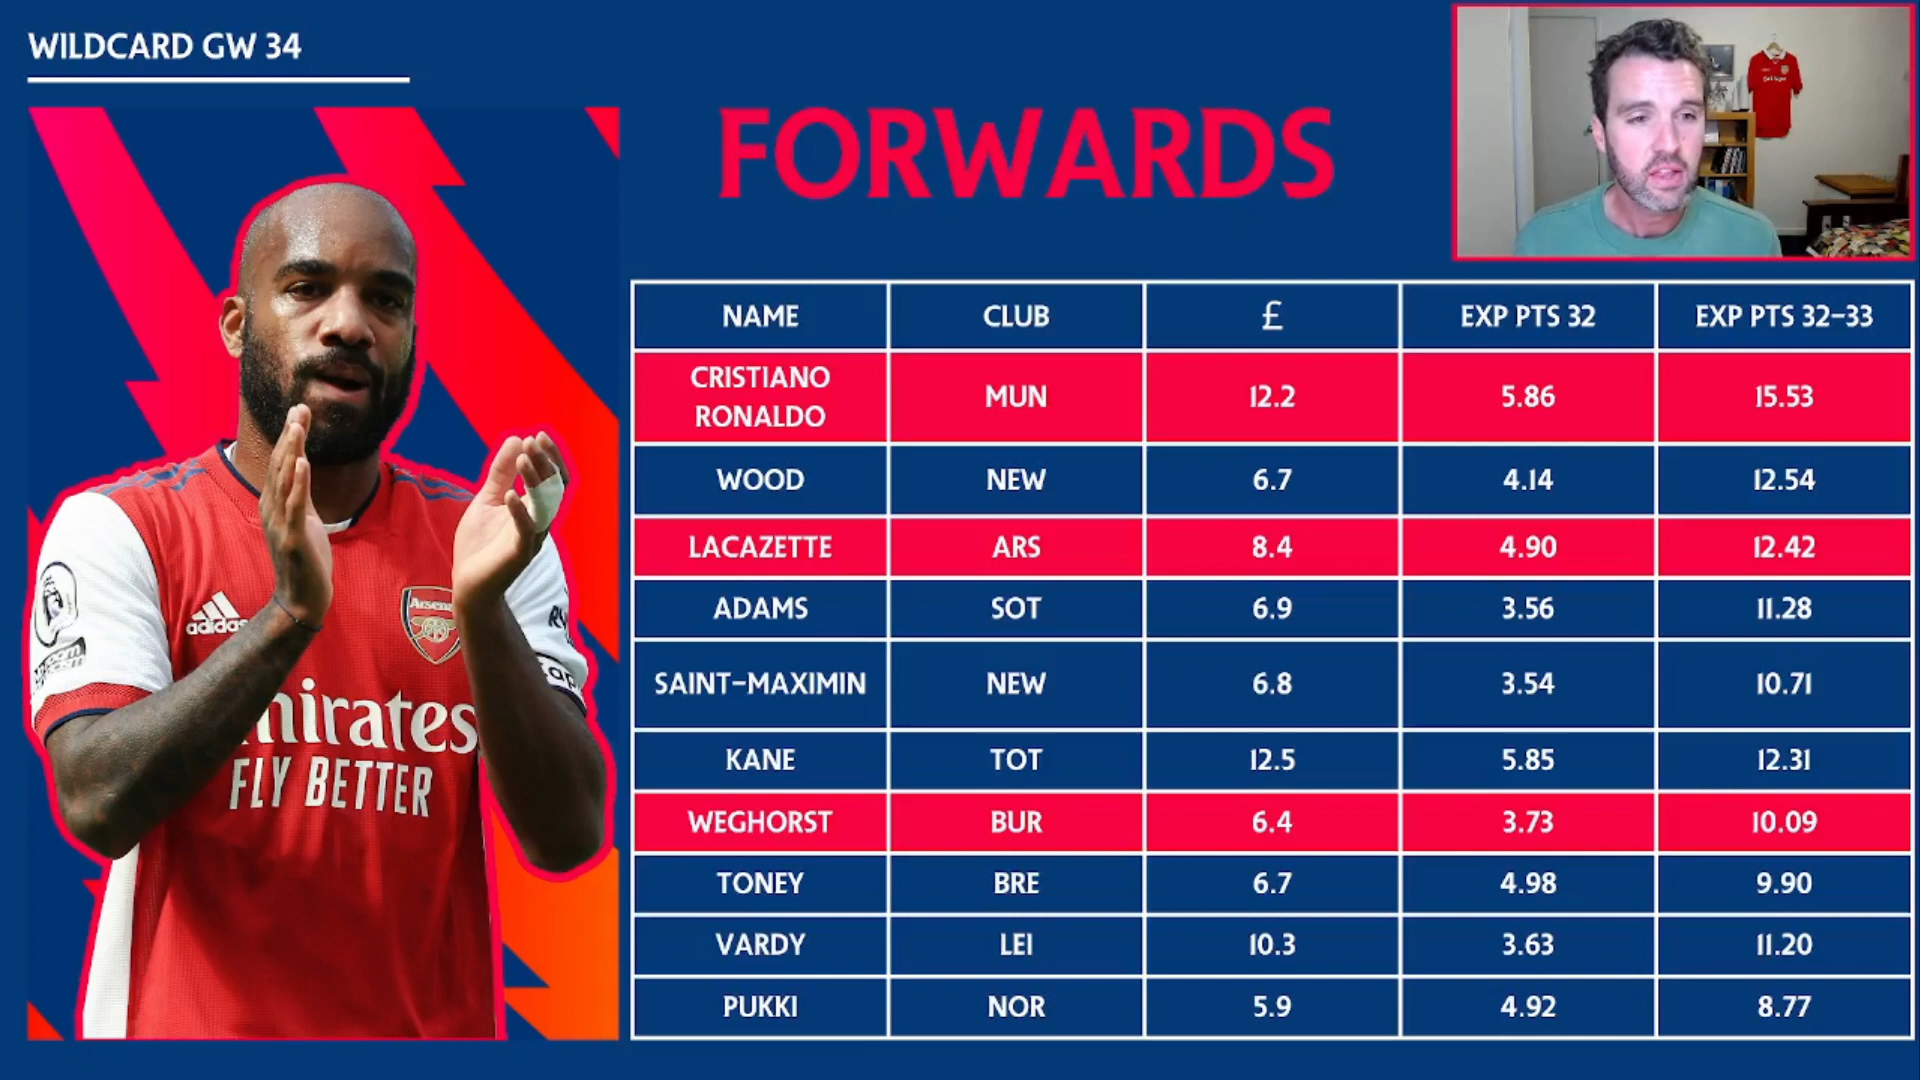 WILDCARD GW 34
FORWARDS
NAME CLUB £ EXP PTS 32 EXP PTS 32-33
CRISTIANO RONALDO MUN 12.2 5.86 15.53
WOOD NEW 6.7 4.14 12.54
LACAZETTE ARS 8.4 4.90 12.42
ADAMS SOT 6.9 3.56 11.28
SAINT-MAXIMIN NEW 6.8 3.54 10.71
KANE TOT 12.5 5.85 12.31
WEGHORST BUR 6.4 3.73 10.09
TONEY BRE 6.7 4.98 9.90
VARDY LEI 10.3 3.63 11.20
PUKKI NOR 5.9 4.92 8.77
adidas
Arsenal
mirates
FLY BETTER